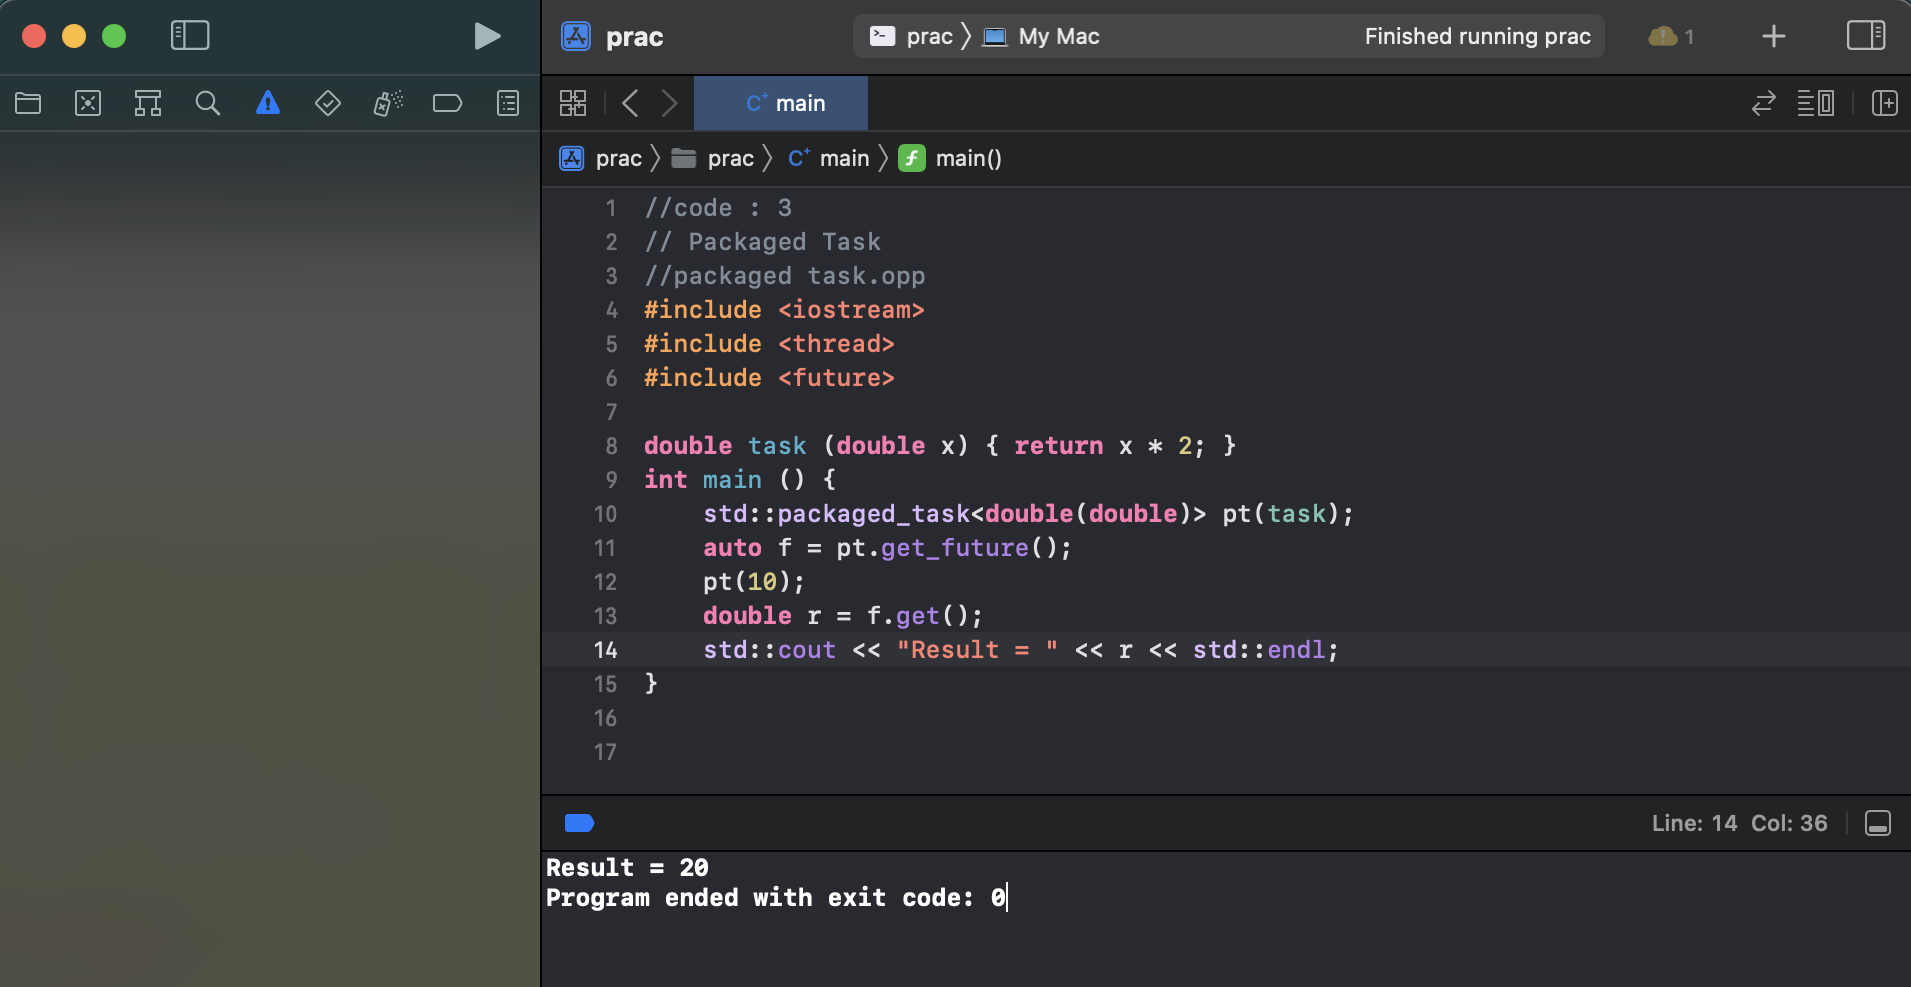 prac
prac
My Mac
Finished running prac
1
C+ main
prac
prac
C+ main
f main()
1 //code : 3
2 // Packaged Task
3 //packaged task.opp
4 #include <iostream>
5 #include <thread>
6 #include <future>
7
8 double task (double x) { return x * 2; }
9 int main () {
10 std::packaged_task<double(double)> pt(task);
11 auto f = pt.get_future();
12 pt(10);
13 double r = f.get();
14 std::cout << "Result = " << r << std::endl;
15 }
16
17
Line: 14 Col: 36
Result = 20
Program ended with exit code: 0